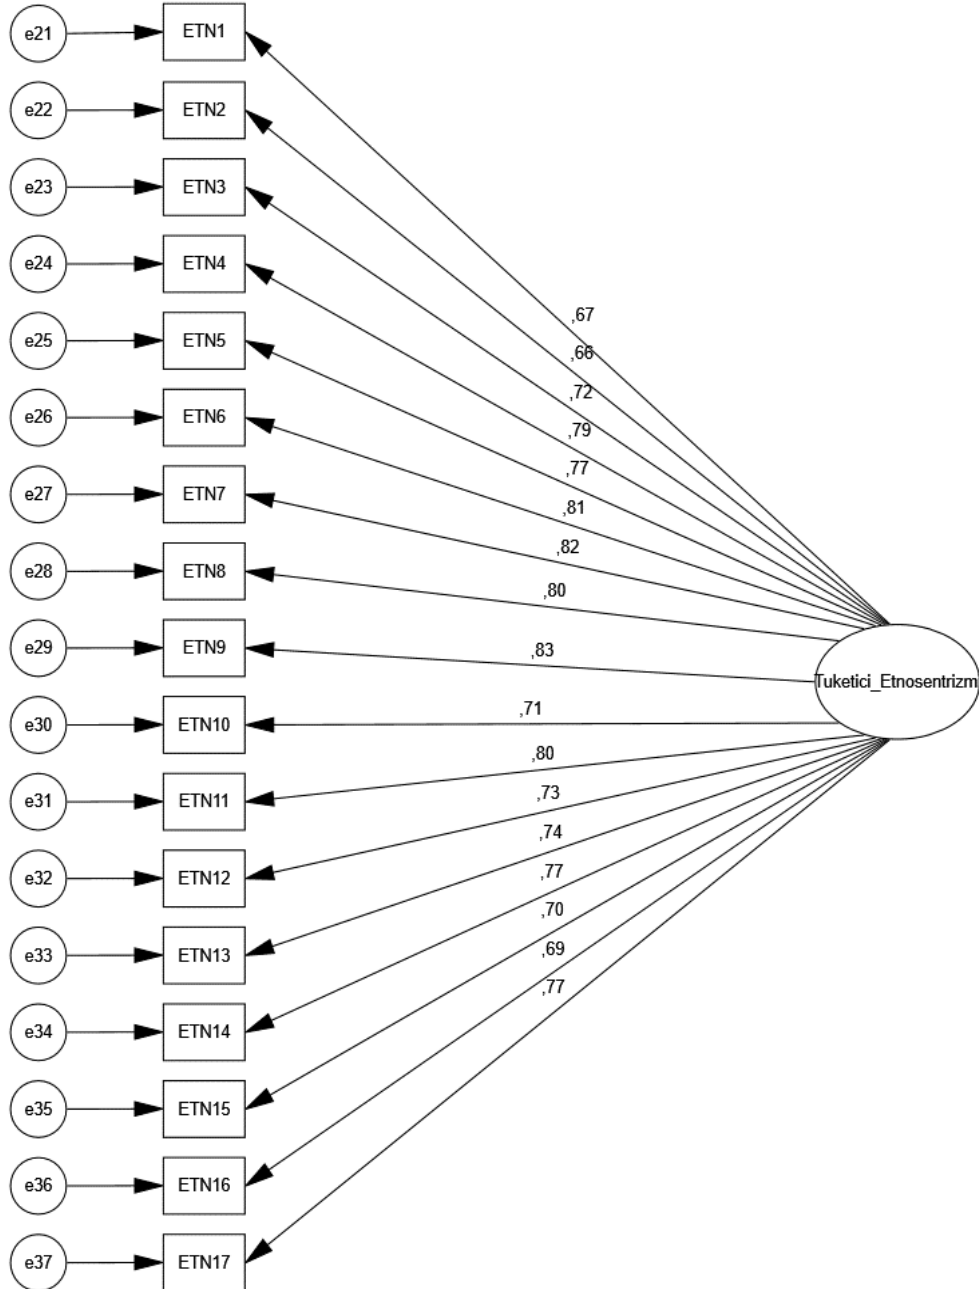 e21 ETN1
e22 ETN2
e23 ETN3
e24 ETN4
e25 ETN5
e26 ETN6
e27 ETN7
e28 ETN8
e29 ETN9
e30 ETN10
e31 ETN11
e32 ETN12
e33 ETN13
e34 ETN14
e35 ETN15
e36 ETN16
e37 ETN17
,67
,66
,72
,79
,77
,81
,82
,80
,83
,71
,80
,73
,74
,77
,70
,69
,77
Tuketici_Etnosentrizm